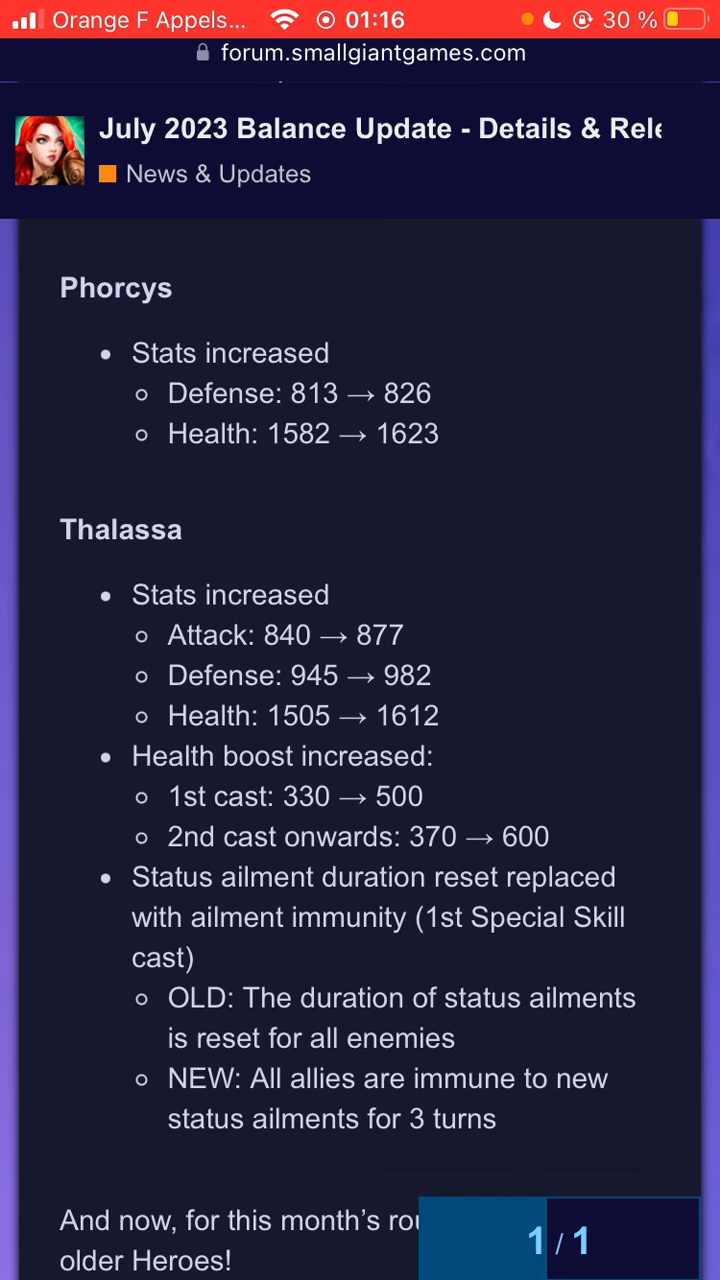 Orange F Appels... 01:16 30 %
forum.smallgiantgames.com
July 2023 Balance Update - Details & Rele
News & Updates
Phorcys
• Stats increased
○ Defense: 813 → 826
○ Health: 1582 → 1623
Thalassa
• Stats increased
○ Attack: 840 → 877
○ Defense: 945 → 982
○ Health: 1505 → 1612
• Health boost increased:
○ 1st cast: 330 → 500
○ 2nd cast onwards: 370 → 600
• Status ailment duration reset replaced
with ailment immunity (1st Special Skill
cast)
○ OLD: The duration of status ailments
is reset for all enemies
○ NEW: All allies are immune to new
status ailments for 3 turns
And now, for this month’s rou
older Heroes!
1 / 1